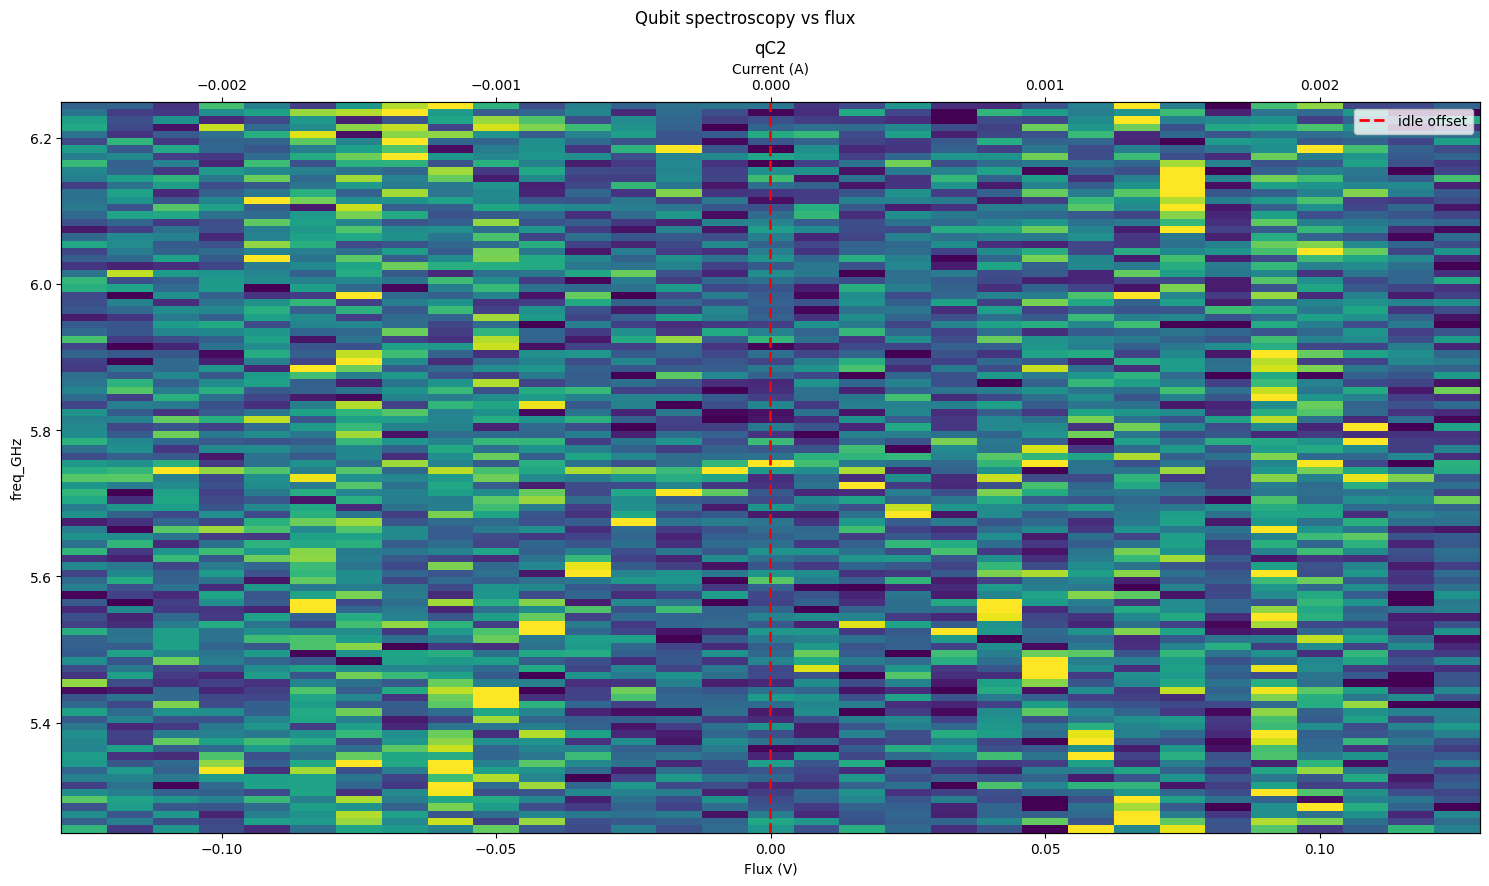 Qubit spectroscopy vs flux
qC2
Current (A)
−0.002 −0.001 0.000 0.001 0.002
idle offset
6.2
6.0
5.8
5.6
5.4
freq_GHz
−0.10 −0.05 0.00 0.05 0.10
Flux (V)